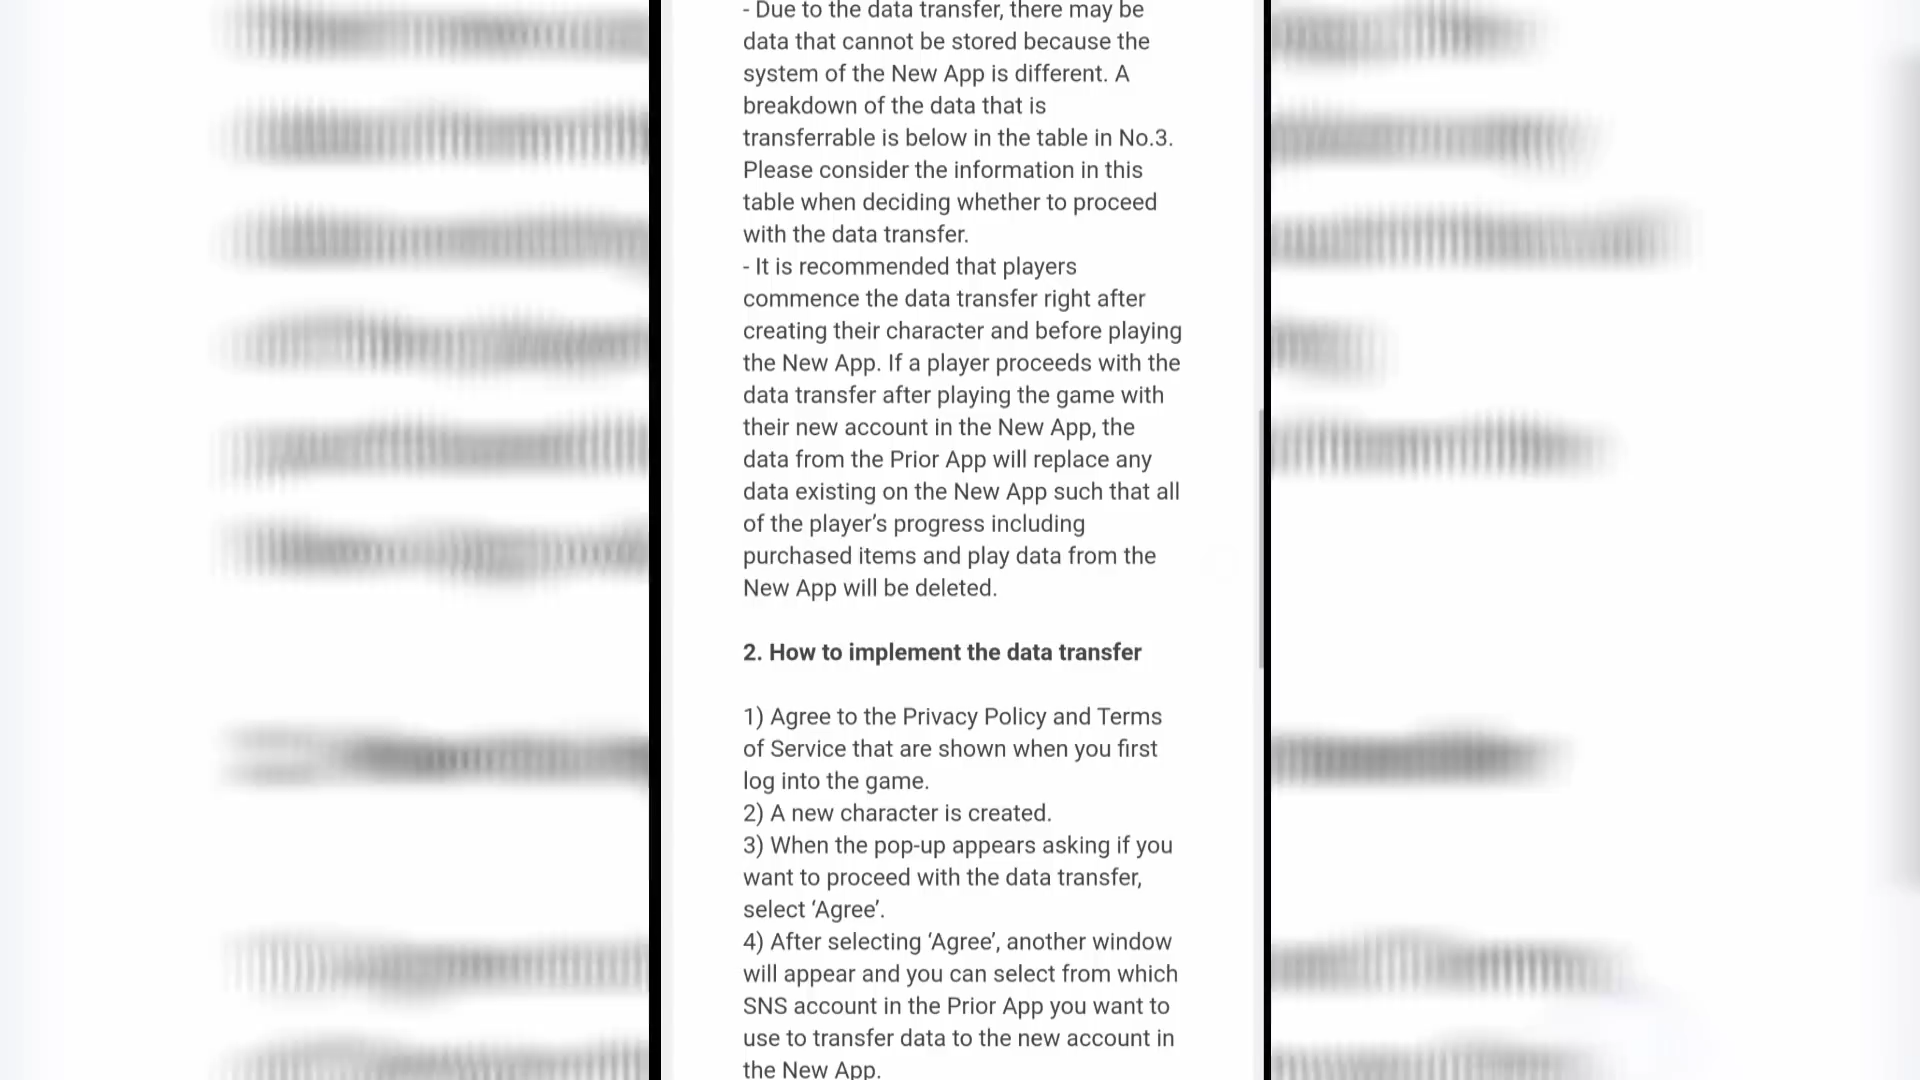 - Due to the data transfer, there may be
data that cannot be stored because the
system of the New App is different. A
breakdown of the data that is
transferrable is below in the table in No.3.
Please consider the information in this
table when deciding whether to proceed
with the data transfer.
- It is recommended that players
commence the data transfer right after
creating their character and before playing
the New App. If a player proceeds with the
data transfer after playing the game with
their new account in the New App, the
data from the Prior App will replace any
data existing on the New App such that all
of the player’s progress including
purchased items and play data from the
New App will be deleted.
2. How to implement the data transfer
1) Agree to the Privacy Policy and Terms
of Service that are shown when you first
log into the game.
2) A new character is created.
3) When the pop-up appears asking if you
want to proceed with the data transfer,
select ‘Agree’.
4) After selecting ‘Agree’, another window
will appear and you can select from which
SNS account in the Prior App you want to
use to transfer data to the new account in
the New App.